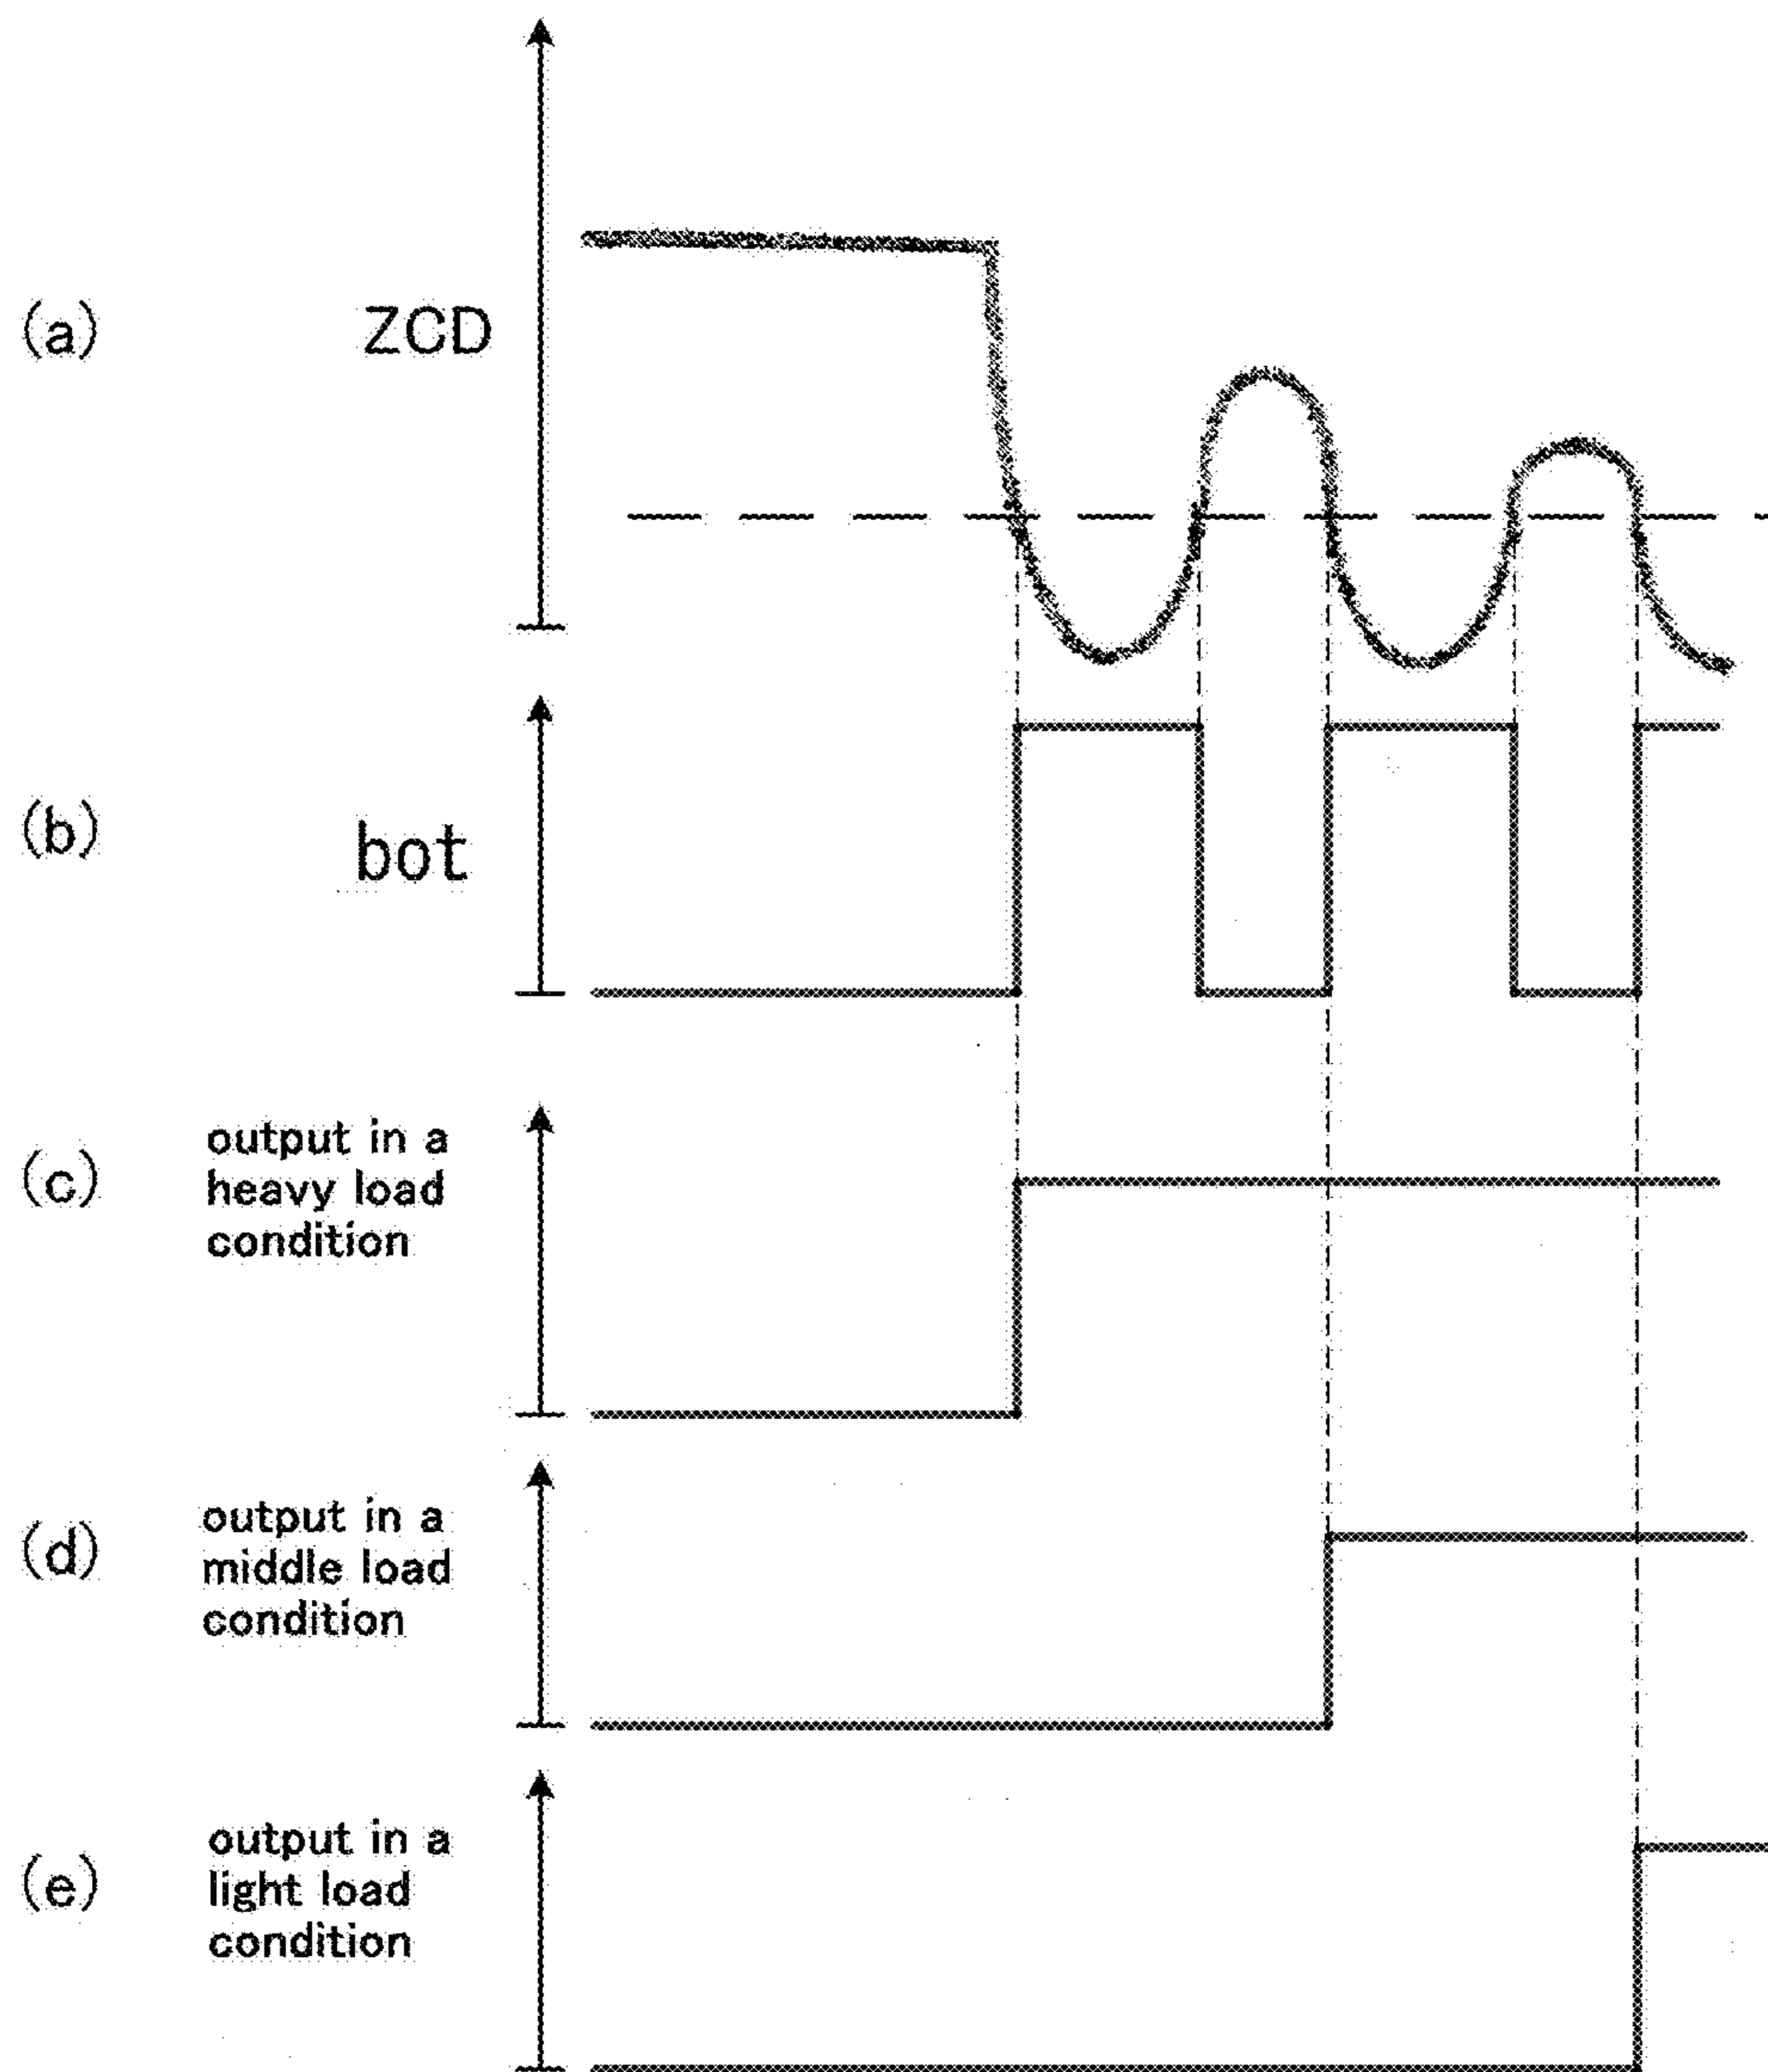 (a)
ZCD
(b)
bot
(c)
output in a
heavy load
condition
(d)
output in a
middle load
condition
(e)
output in a
light load
condition